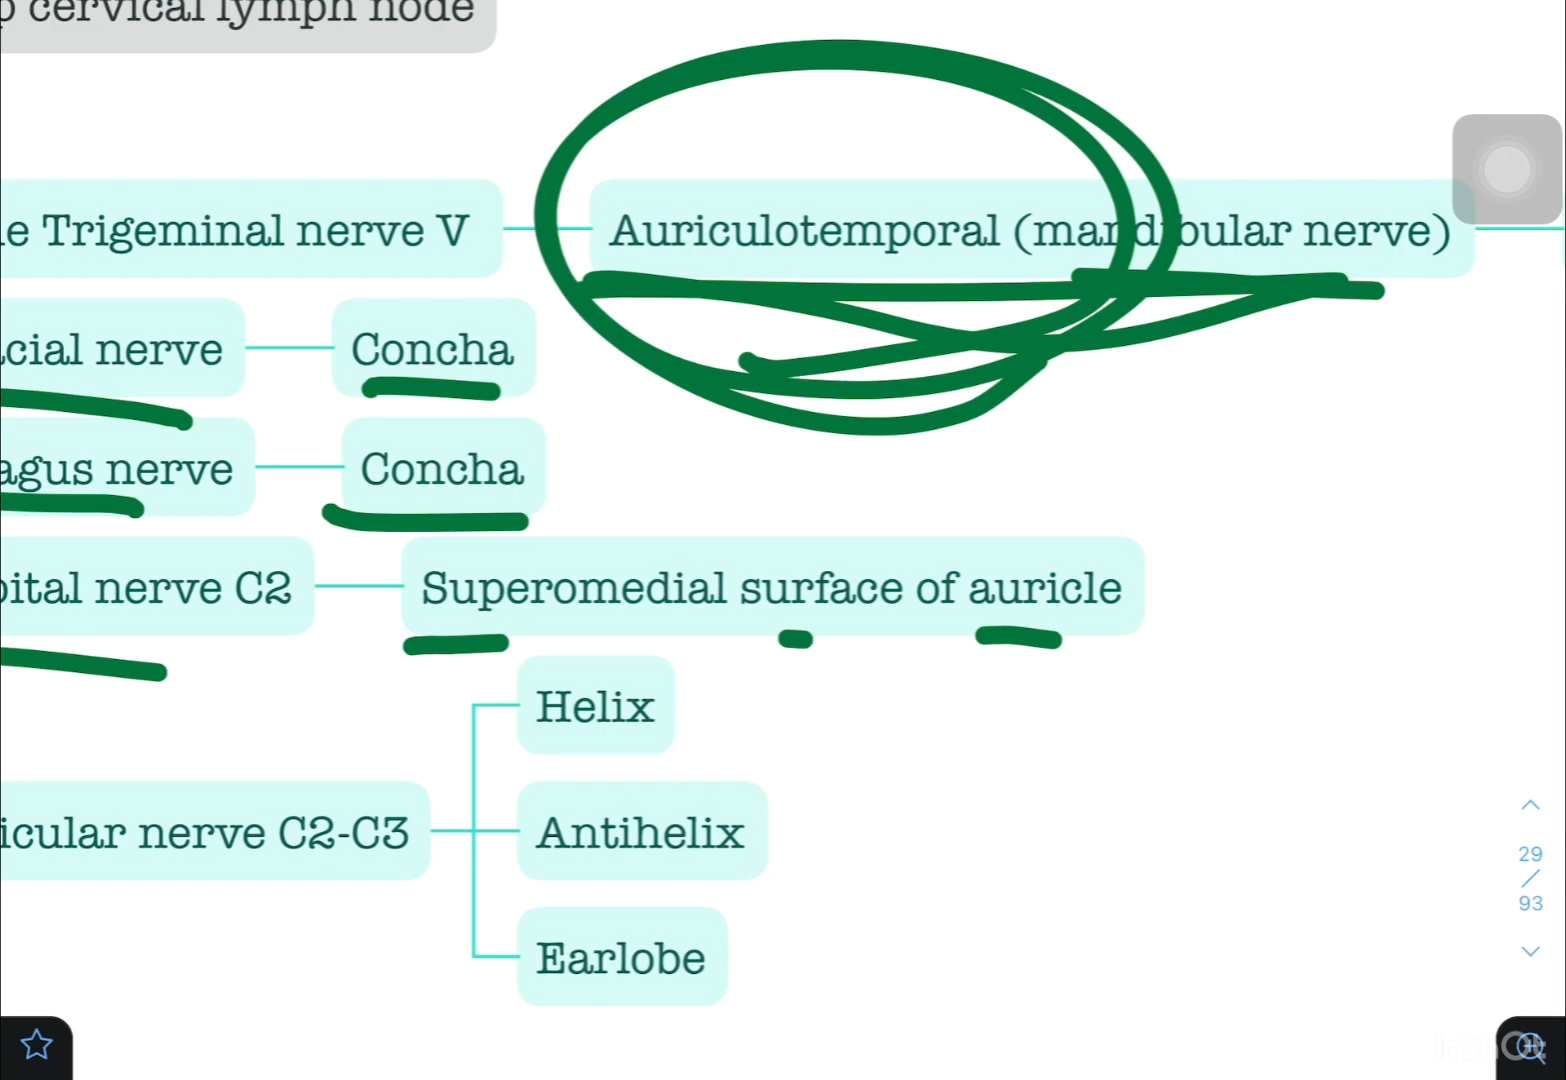 cervical lymph node
e Trigeminal nerve V
Auriculotemporal (mandibular nerve)
cial nerve
Concha
agus nerve
Concha
pital nerve C2
Superomedial surface of auricle
Helix
icular nerve C2-C3
Antihelix
Earlobe
29
93